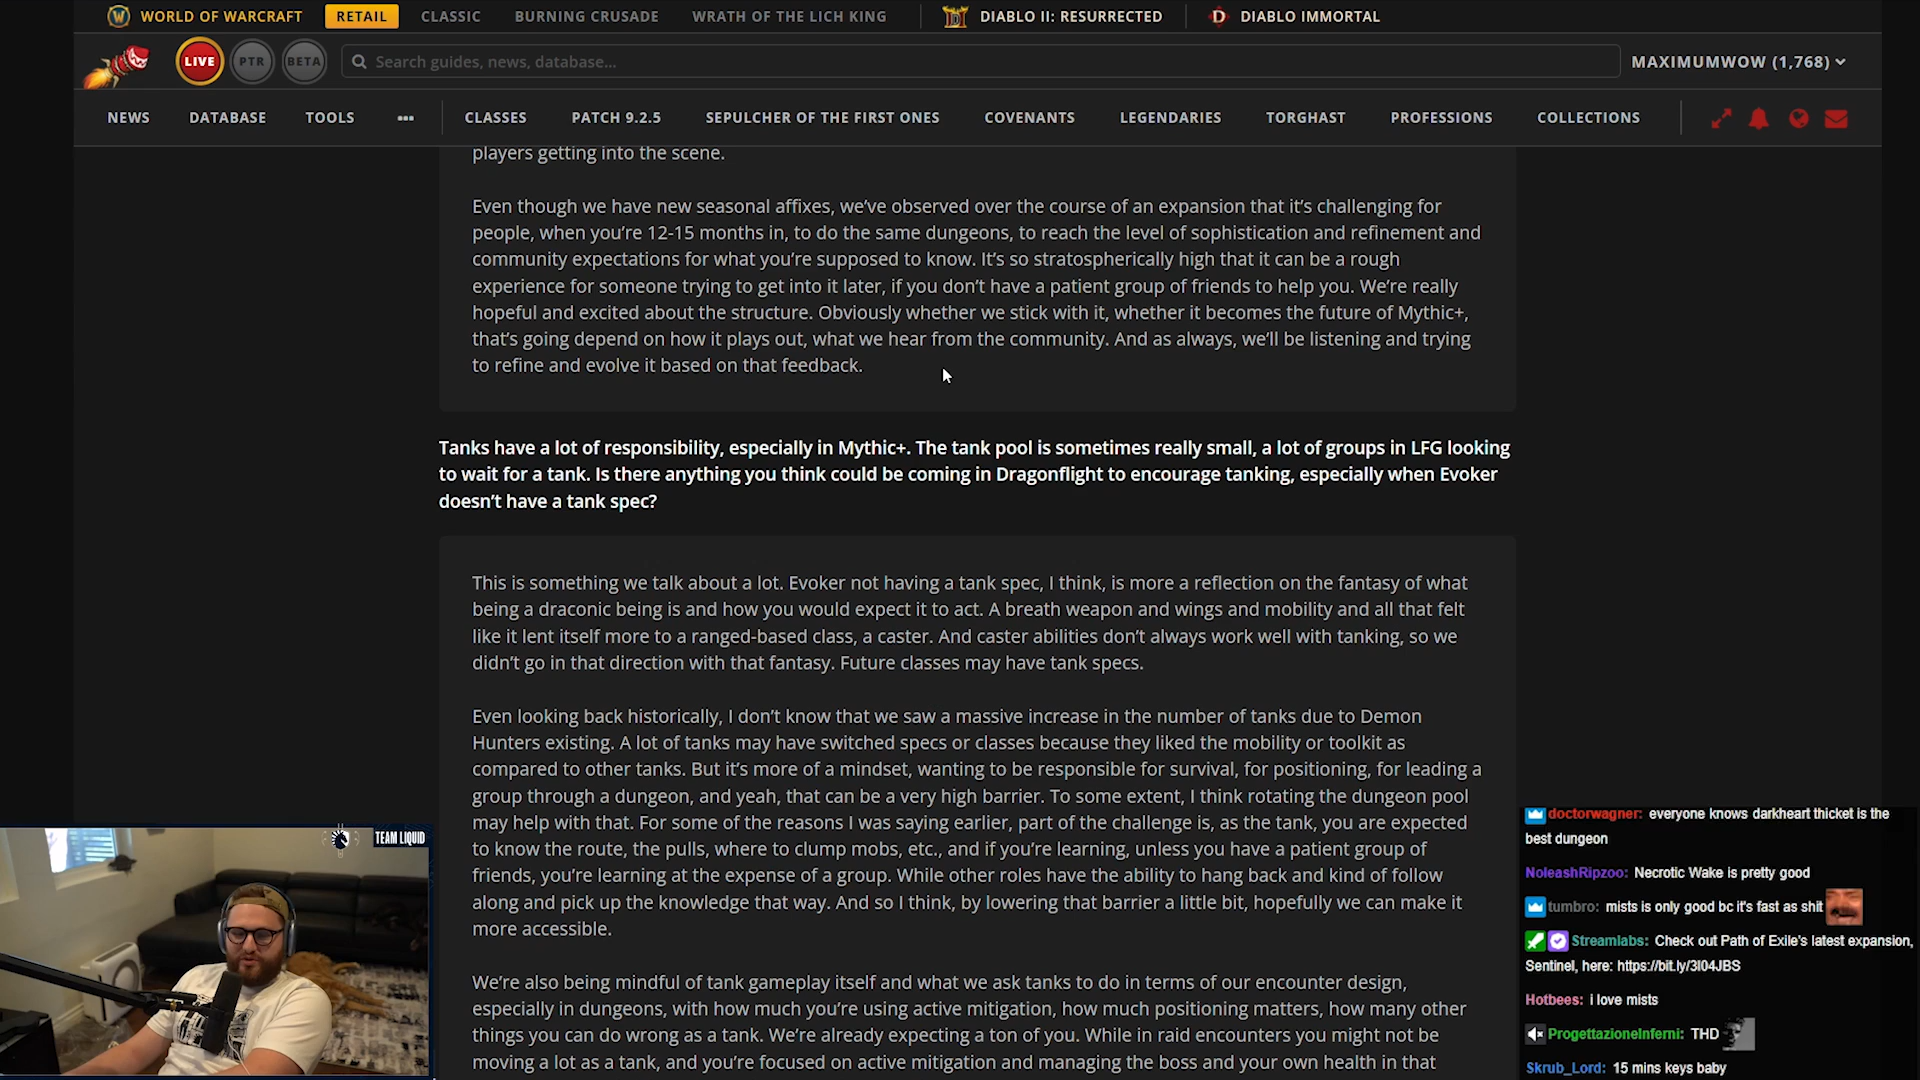 WORLD OF WARCRAFT RETAIL CLASSIC BURNING CRUSADE WRATH OF THE LICH KING DIABLO II: RESURRECTED DIABLO IMMORTAL
LIVE PTR BETA Search guides, news, database... MAXIMUMWOW (1,768)
NEWS DATABASE TOOLS ••• CLASSES PATCH 9.2.5 SEPULCHER OF THE FIRST ONES COVENANTS LEGENDARIES TORGHAST PROFESSIONS COLLECTIONS
players getting into the scene.
Even though we have new seasonal affixes, we’ve observed over the course of an expansion that it’s challenging for
people, when you’re 12-15 months in, to do the same dungeons, to reach the level of sophistication and refinement and
community expectations for what you’re supposed to know. It’s so stratospherically high that it can be a rough
experience for someone trying to get into it later, if you don’t have a patient group of friends to help you. We’re really
hopeful and excited about the structure. Obviously whether we stick with it, whether it becomes the future of Mythic+,
that’s going depend on how it plays out, what we hear from the community. And as always, we’ll be listening and trying
to refine and evolve it based on that feedback.
Tanks have a lot of responsibility, especially in Mythic+. The tank pool is sometimes really small, a lot of groups in LFG looking
to wait for a tank. Is there anything you think could be coming in Dragonflight to encourage tanking, especially when Evoker
doesn’t have a tank spec?
This is something we talk about a lot. Evoker not having a tank spec, I think, is more a reflection on the fantasy of what
being a draconic being is and how you would expect it to act. A breath weapon and wings and mobility and all that felt
like it lent itself more to a ranged-based class, a caster. And caster abilities don’t always work well with tanking, so we
didn’t go in that direction with that fantasy. Future classes may have tank specs.
Even looking back historically, I don’t know that we saw a massive increase in the number of tanks due to Demon
Hunters existing. A lot of tanks may have switched specs or classes because they liked the mobility or toolkit as
compared to other tanks. But it’s more of a mindset, wanting to be responsible for survival, for positioning, for leading a
group through a dungeon, and yeah, that can be a very high barrier. To some extent, I think rotating the dungeon pool
may help with that. For some of the reasons I was saying earlier, part of the challenge is, as the tank, you are expected
to know the route, the pulls, where to clump mobs, etc., and if you’re learning, unless you have a patient group of
friends, you’re learning at the expense of a group. While other roles have the ability to hang back and kind of follow
along and pick up the knowledge that way. And so I think, by lowering that barrier a little bit, hopefully we can make it
more accessible.
We’re also being mindful of tank gameplay itself and what we ask tanks to do in terms of our encounter design,
especially in dungeons, with how much you’re using active mitigation, how much positioning matters, how many other
things you can do wrong as a tank. We’re already expecting a ton of you. While in raid encounters you might not be
moving a lot as a tank, and you’re focused on active mitigation and managing the boss and your own health in that
TEAM LIQUID
doctorwagner: everyone knows darkheart thicket is the
best dungeon
NoleashRipzoo: Necrotic Wake is pretty good
tumbro: mists is only good bc it's fast as shit
Streamlabs: Check out Path of Exile's latest expansion,
Sentinel, here: https://bit.ly/3l04JBS
Hotbees: i love mists
ProgettazioneInferni: THD
Skrub_Lord: 15 mins keys baby